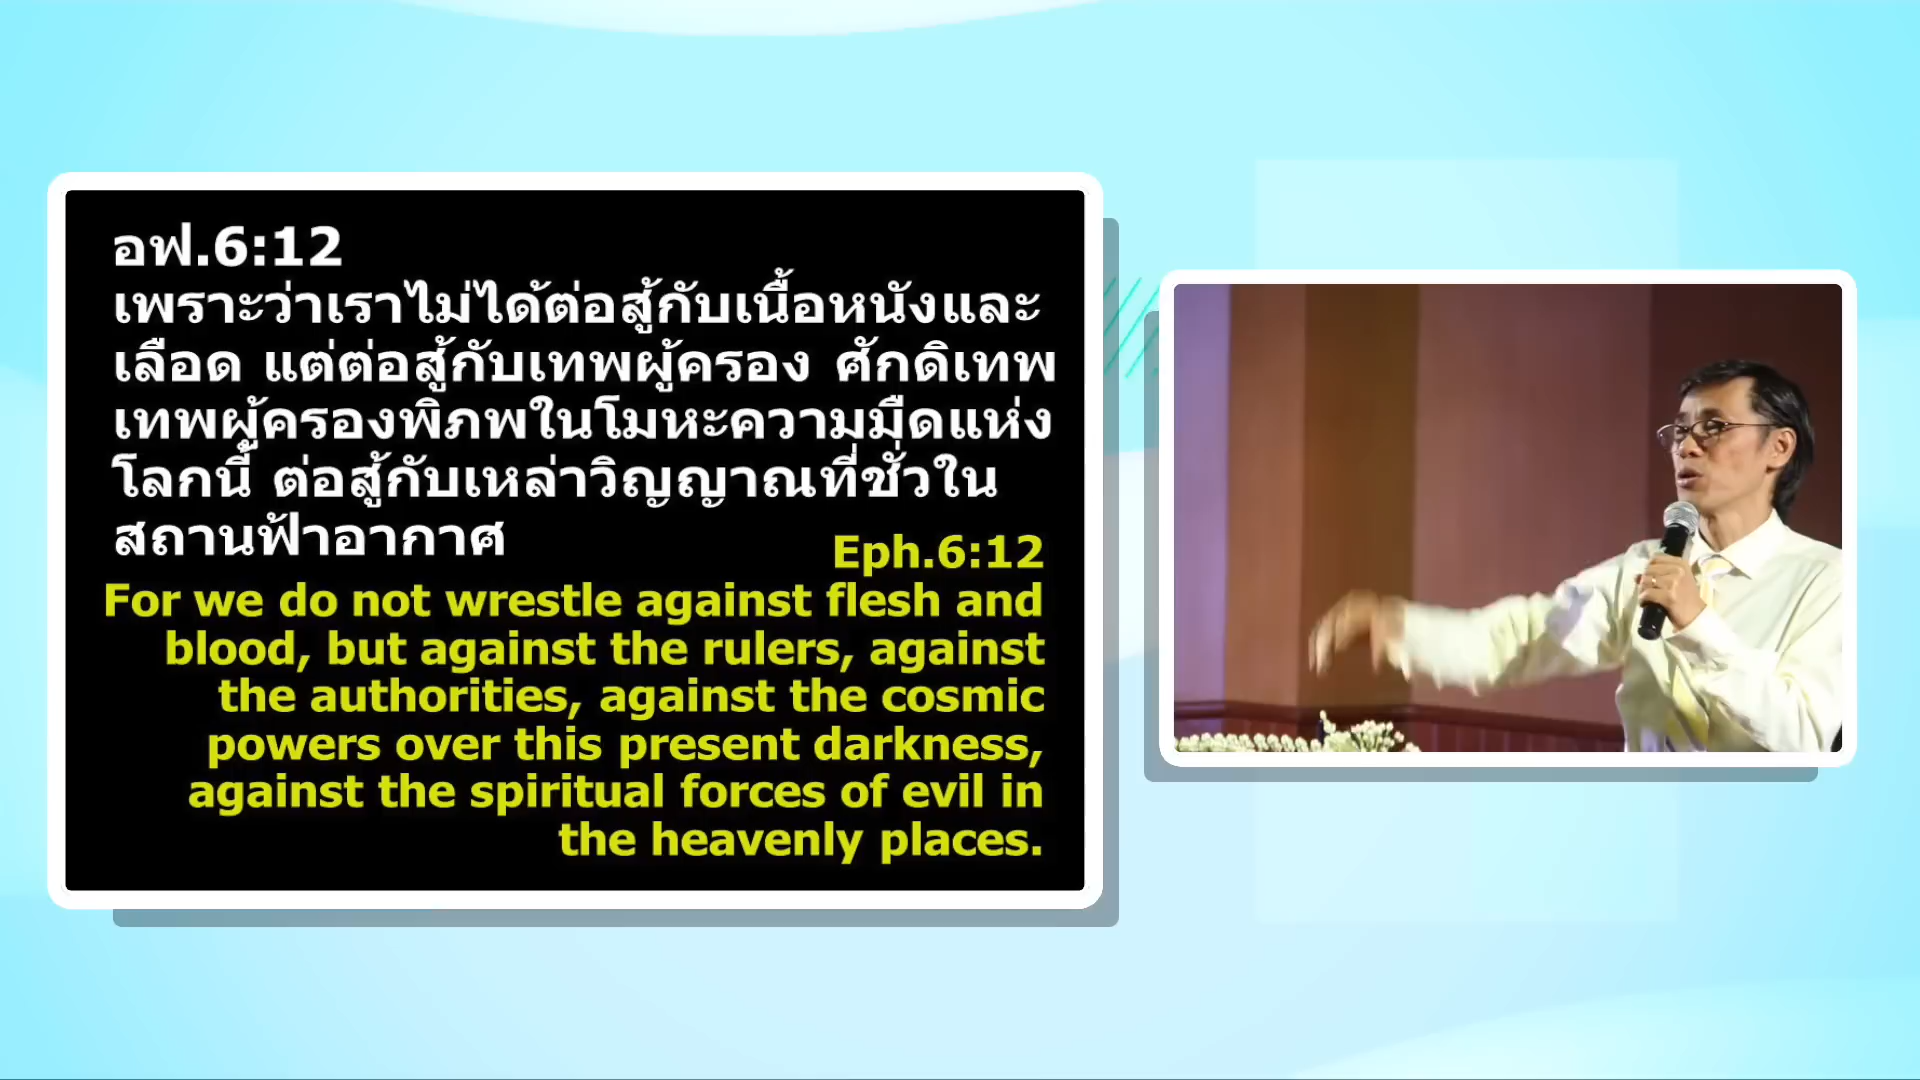 อฟ.6:12
เพราะว่าเราไม่ได้ต่อสู้กับเนื้อหนังและ
เลือด แต่ต่อสู้กับเทพผู้ครอง ศักดิเทพ
เทพผู้ครองพิภพในโมหะความมืดแห่ง
โลกนี้ ต่อสู้กับเหล่าวิญญาณที่ชั่วใน
สถานฟ้าอากาศ
Eph.6:12
For we do not wrestle against flesh and
blood, but against the rulers, against
the authorities, against the cosmic
powers over this present darkness,
against the spiritual forces of evil in
the heavenly places.